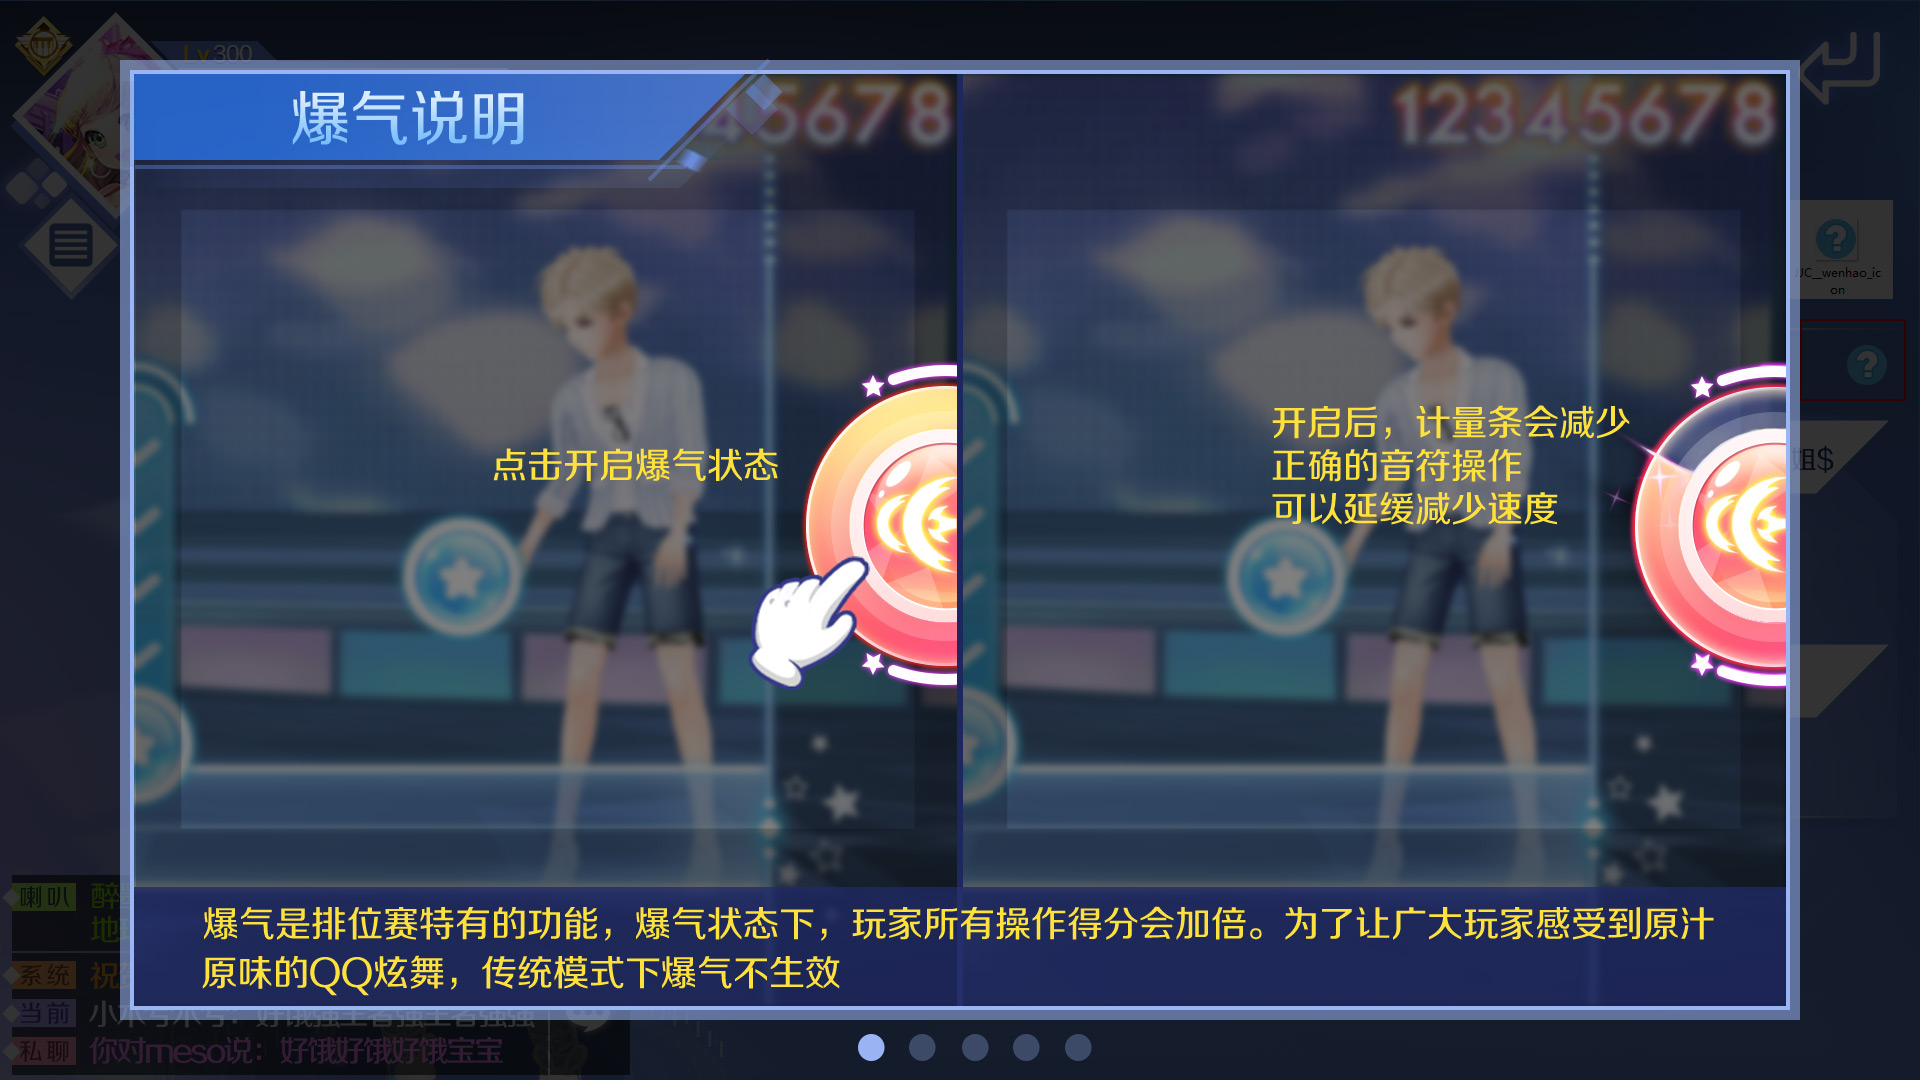 Lv300
爆气说明
45678
12345678
JJC__wenhao_ic
on
点击开启爆气状态
开启后，计量条会减少
正确的音符操作
可以延缓减少速度
姐$
爆气是排位赛特有的功能，爆气状态下，玩家所有操作得分会加倍。为了让广大玩家感受到原汁
原味的QQ炫舞，传统模式下爆气不生效
喇叭 醉
地
系统 祝
当前
私聊 你对meso说：好饿好饿好饿宝宝